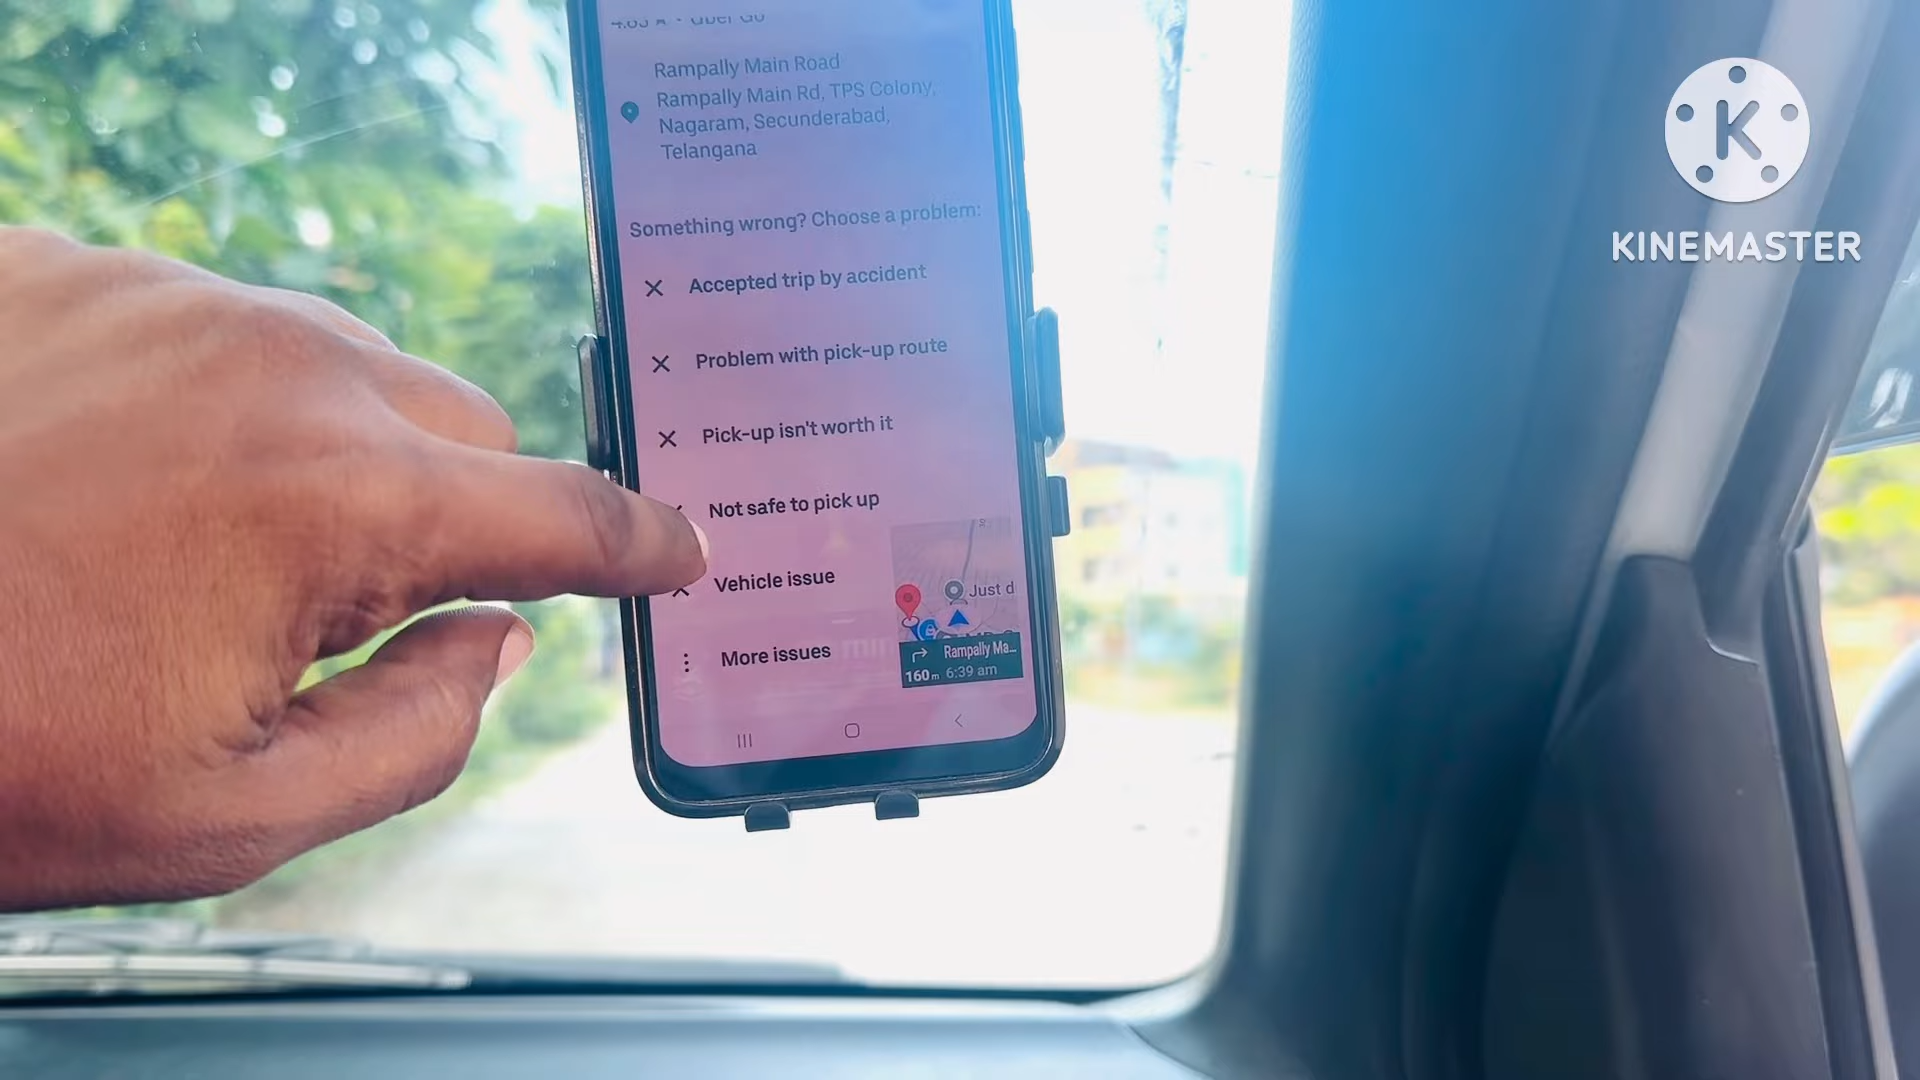 Rampally Main Road
Rampally Main Rd, TPS Colony,
Nagaram, Secunderabad,
Telangana
Something wrong? Choose a problem:
Accepted trip by accident
Problem with pick-up route
Pick-up isn't worth it
Not safe to pick up
Vehicle issue
More issues
Just d
Rampally Ma...
160 m 6:39 am
K
KINEMASTER